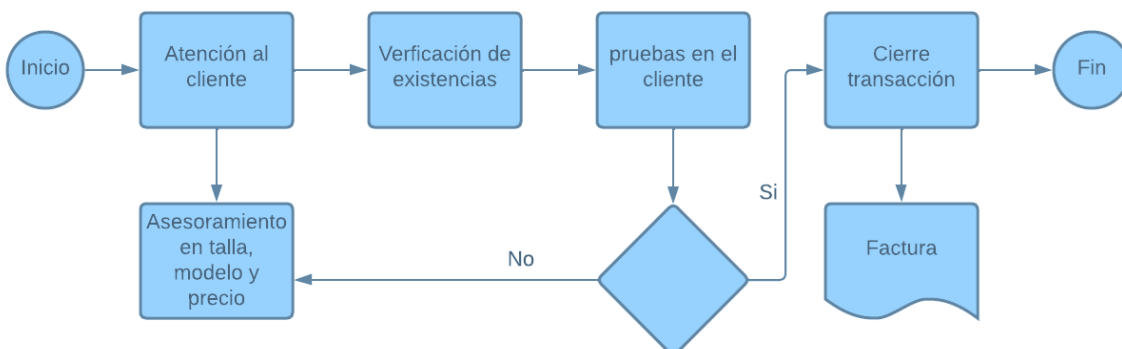 Inicio
Atención al
cliente
Verficación de
existencias
pruebas en el
cliente
Cierre
transacción
Fin
Si
Asesoramiento
en talla,
modelo y
precio
No
Factura